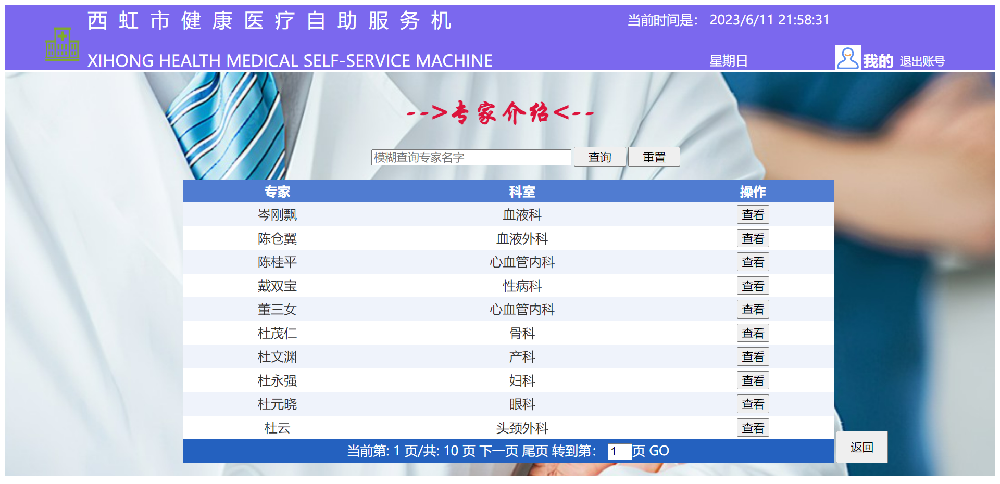 西虹市健康医疗自助服务机
当前时间是： 2023/6/11 21:58:31
XIHONG HEALTH MEDICAL SELF-SERVICE MACHINE
星期日
我的 退出账号
-->专家介绍<--
模糊查询专家名字 查询 重置
专家 科室 操作
岑刚飘 血液科 查看
陈仓翼 血液外科 查看
陈桂平 心血管内科 查看
戴双宝 性病科 查看
董三女 心血管内科 查看
杜茂仁 骨科 查看
杜文渊 产科 查看
杜永强 妇科 查看
杜元晓 眼科 查看
杜云 头颈外科 查看
当前第: 1 页/共: 10 页 下一页 尾页 转到第： 1 页 GO
返回